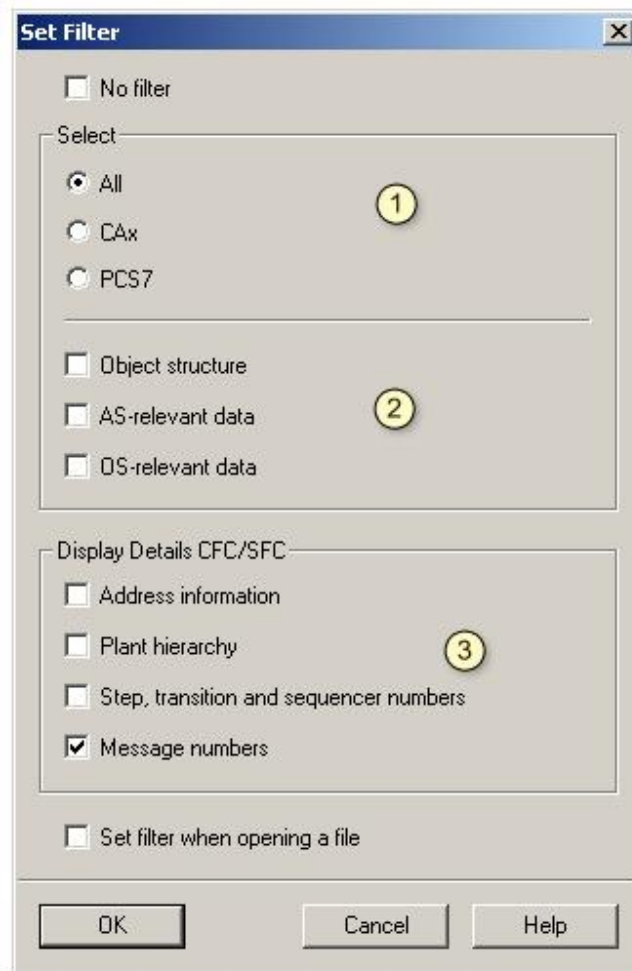 Set Filter
No filter
Select
All
1
CAx
PCS7
Object structure
AS-relevant data
2
OS-relevant data
Display Details CFC/SFC
Address information
Plant hierarchy
3
Step, transition and sequencer numbers
Message numbers
Set filter when opening a file
OK Cancel Help